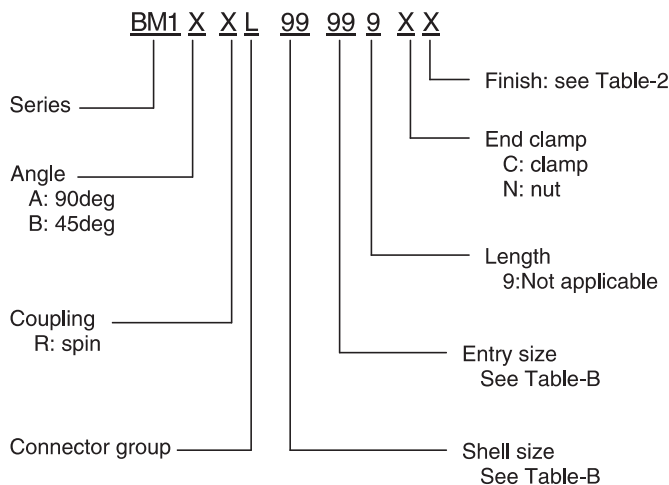 BM1 X X L 99 99 9 X X
Series
Angle
A: 90deg
B: 45deg
Coupling
R: spin
Connector group
Finish: see Table-2
End clamp
C: clamp
N: nut
Length
9:Not applicable
Entry size
See Table-B
Shell size
See Table-B